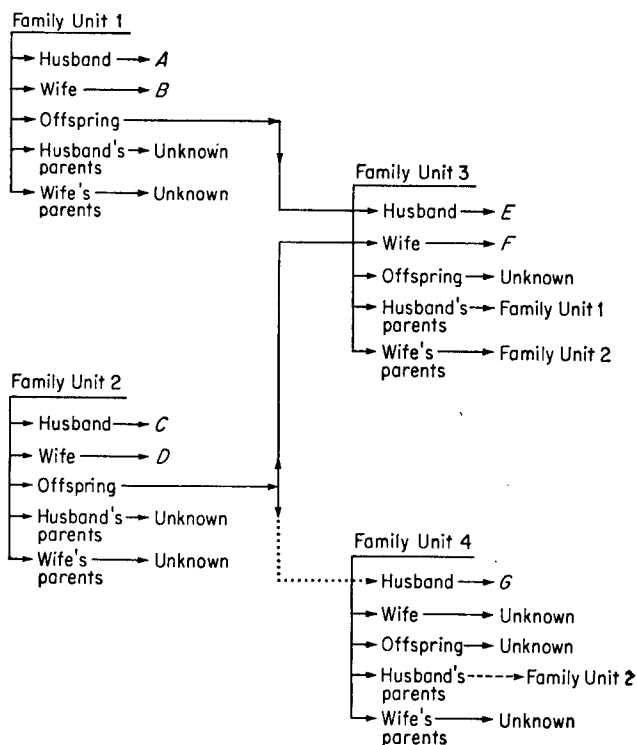 Family Unit 1
Husband A
Wife B
Offspring
Husband's Unknown
parents
Wife's Unknown
parents
Family Unit 3
Husband E
Wife F
Offspring Unknown
Husband's Family Unit 1
parents
Wife's Family Unit 2
parents
Family Unit 2
Husband C
Wife D
Offspring
Husband's Unknown
parents
Wife's Unknown
parents
Family Unit 4
Husband G
Wife Unknown
Offspring Unknown
Husband's Family Unit 2
parents
Wife's Unknown
parents